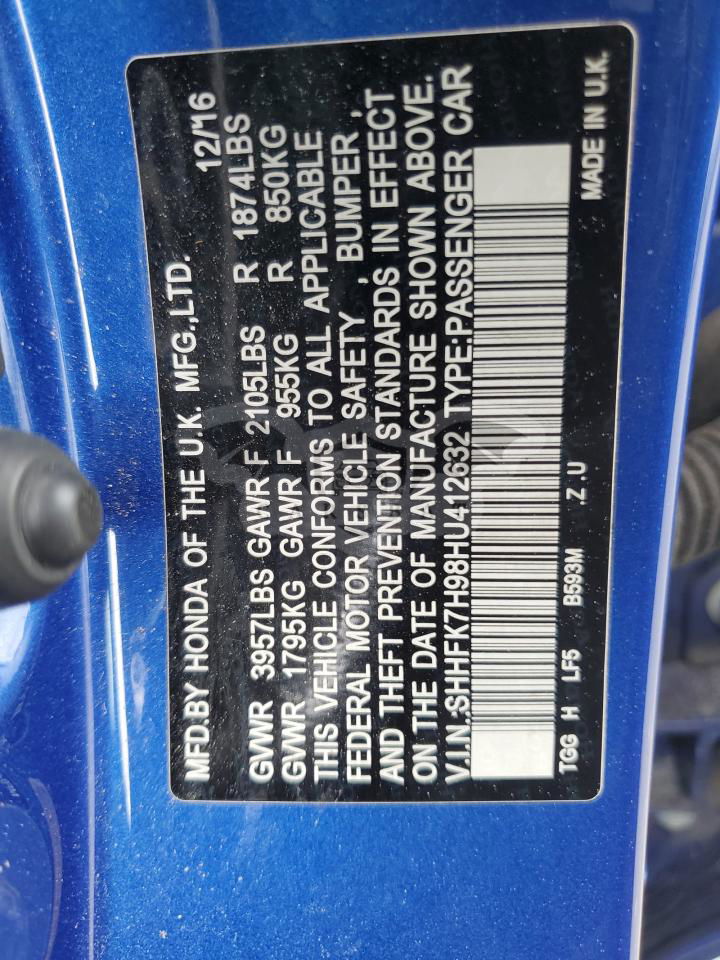 MFD.BY HONDA OF THE U.K. MFG.,LTD. 12/16
GVWR 3957LBS GAWR F 2105LBS R 1874LBS
GVWR 1795KG GAWR F 955KG R 850KG
THIS VEHICLE CONFORMS TO ALL APPLICABLE
FEDERAL MOTOR VEHICLE SAFETY , BUMPER ,
AND THEFT PREVENTION STANDARDS IN EFFECT
ON THE DATE OF MANUFACTURE SHOWN ABOVE.
V.I.N.SHHFK7H98HU412632 TYPE:PASSENGER CAR
TGG H LF5 B593M .Z.U MADE IN U.K.